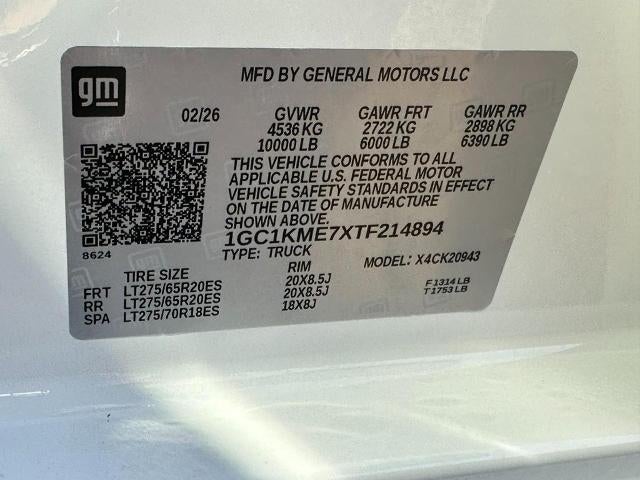 gm
MFD BY GENERAL MOTORS LLC
02/26 GVWR GAWR FRT GAWR RR
4536 KG 2722 KG 2898 KG
10000 LB 6000 LB 6390 LB
THIS VEHICLE CONFORMS TO ALL
APPLICABLE U.S. FEDERAL MOTOR
VEHICLE SAFETY STANDARDS IN EFFECT
ON THE DATE OF MANUFACTURE
SHOWN ABOVE.
1GC1KME7XTF214894
8624
TYPE: TRUCK MODEL: X4CK20943
TIRE SIZE RIM
FRT LT275/65R20ES 20X8.5J F1314 LB
RR LT275/65R20ES 20X8.5J T1753 LB
SPA LT275/70R18ES 18X8J